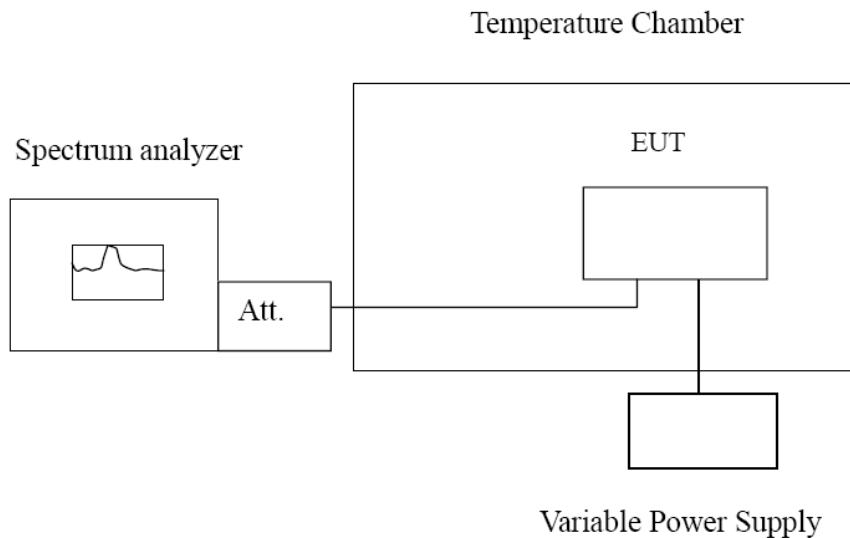 Temperature Chamber
Spectrum analyzer
EUT
Att.
Variable Power Supply